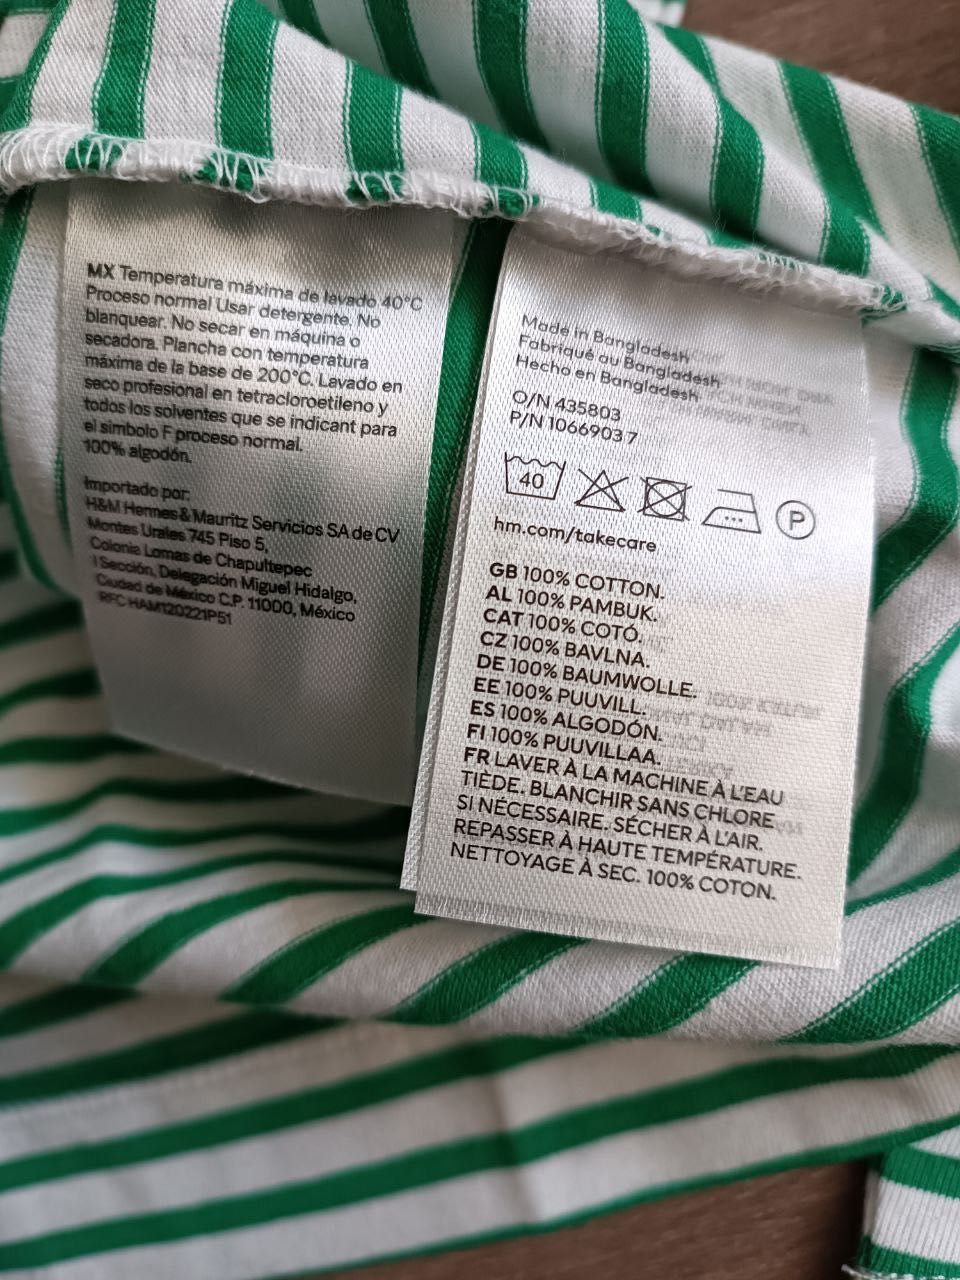 MX Temperatura máxima de lavado 40°C
Proceso normal Usar detergente. No
blanquear. No secar en máquina o
secadora. Plancha con temperatura
máxima de la base de 200°C. Lavado en
seco profesional en tetracloroetileno y
todos los solventes que se indicant para
el simbolo F proceso normal.
100% algodón.
Importado por:
H&M Hennes & Mauritz Servicios SA de CV
Montes Urales 745 Piso 5,
Colonia Lomas de Chapultepec
I Sección, Delegación Miguel Hidalgo,
Ciudad de México C.P. 11000, México
RFC HAM120221P51
Made in Bangladesh
Fabriqué au Bangladesh
Hecho en Bangladesh
O/N 435803
P/N 1066903 7
40 P
hm.com/takecare
GB 100% COTTON.
AL 100% PAMBUK.
CAT 100% COTÓ.
CZ 100% BAVLNA.
DE 100% BAUMWOLLE.
EE 100% PUUVILL.
ES 100% ALGODÓN.
FI 100% PUUVILLAA.
FR LAVER À LA MACHINE À L'EAU
TIÈDE. BLANCHIR SANS CHLORE
SI NÉCESSAIRE. SÉCHER À L'AIR.
REPASSER À HAUTE TEMPÉRATURE.
NETTOYAGE À SEC. 100% COTON.